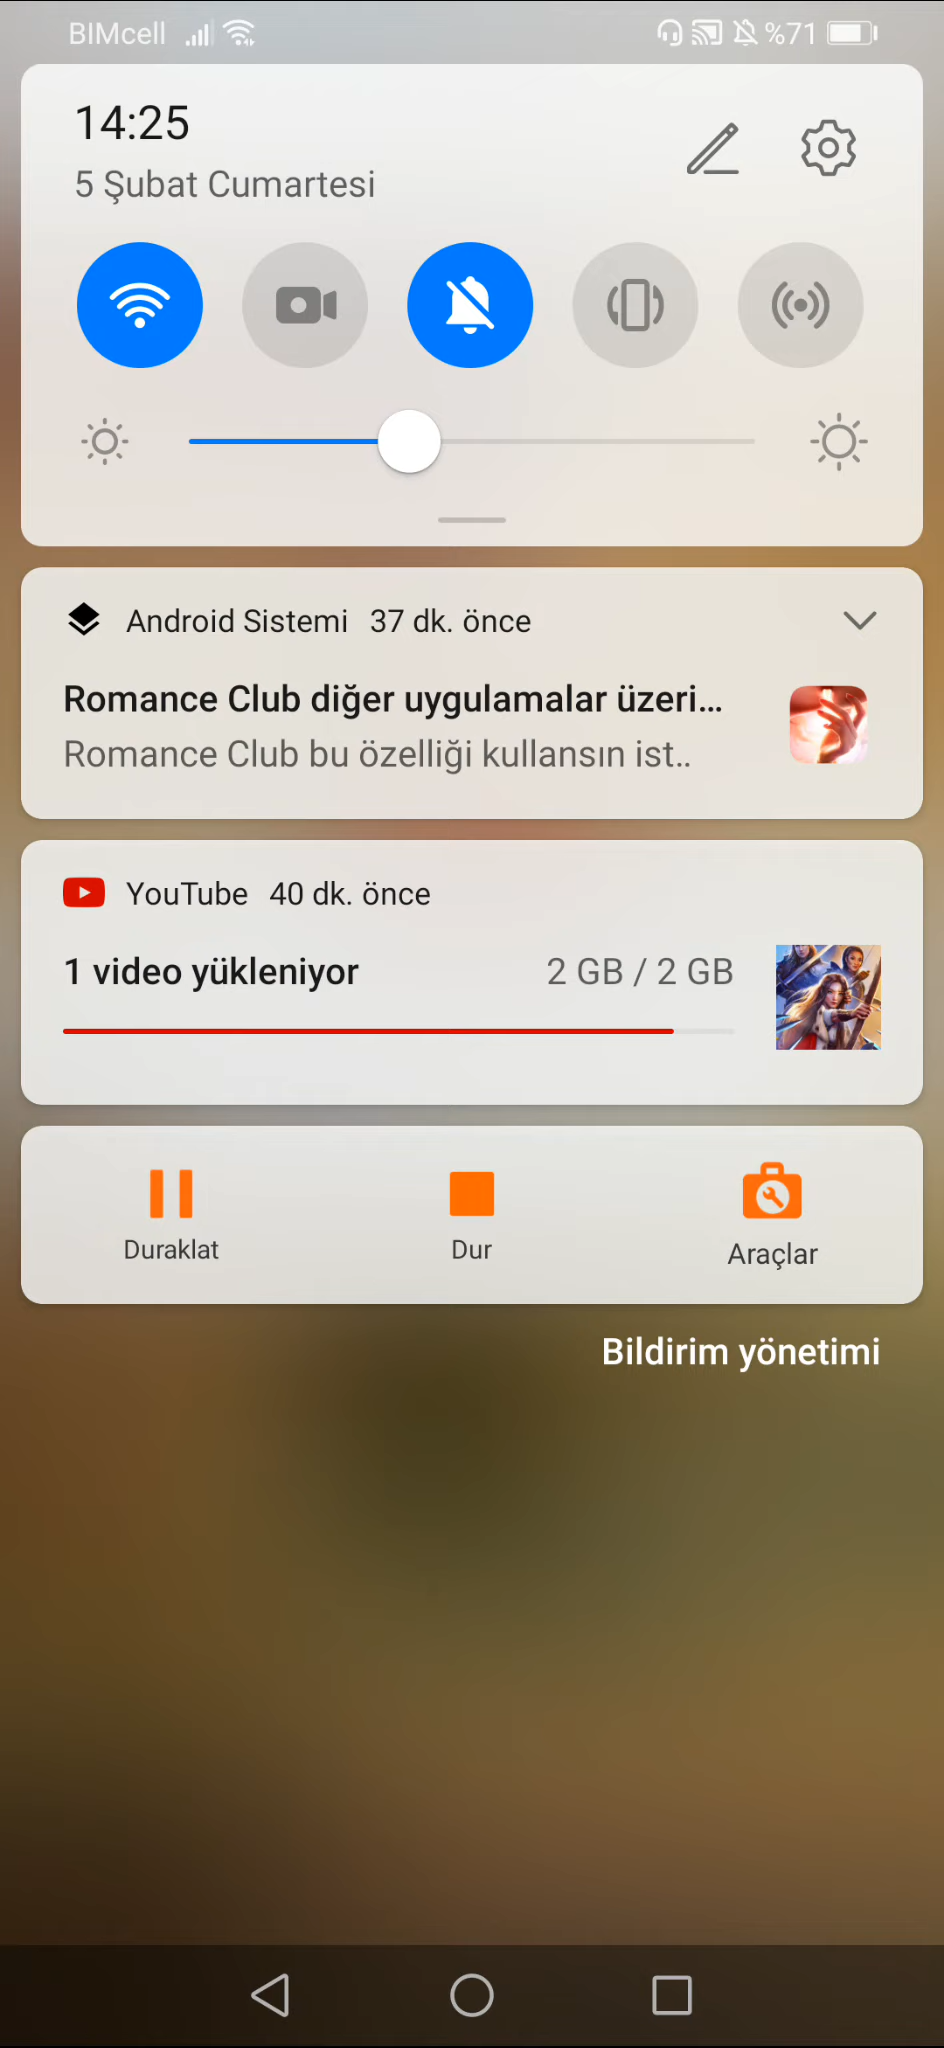 BIMcell %71
14:25
5 Şubat Cumartesi
Android Sistemi 37 dk. önce
Romance Club diğer uygulamalar üzeri...
Romance Club bu özelliği kullansın ist..
YouTube 40 dk. önce
1 video yükleniyor 2 GB / 2 GB
Duraklat Dur Araçlar
Bildirim yönetimi